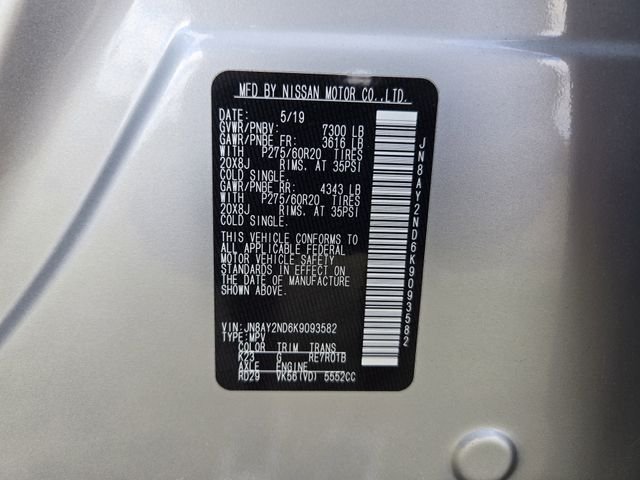 MFD BY NISSAN MOTOR CO.,LTD.
DATE: 5/19
GVWR/PNBV: 7300 LB
GAWR/PNBE FR: 3616 LB
WITH P275/60R20 TIRES
20X8J RIMS. AT 35PSI
COLD SINGLE.
GAWR/PNBE RR: 4343 LB
WITH P275/60R20 TIRES
20X8J RIMS. AT 35PSI
COLD SINGLE.
THIS VEHICLE CONFORMS TO
ALL APPLICABLE FEDERAL
MOTOR VEHICLE SAFETY
STANDARDS IN EFFECT ON
THE DATE OF MANUFACTURE
SHOWN ABOVE.
VIN: JN8AY2ND6K9093582
TYPE: MPV
COLOR TRIM TRANS
K23 G RE7R01B
AXLE ENGINE
RD29 VK56(VD) 5552CC
JN8AY2ND6K9093582